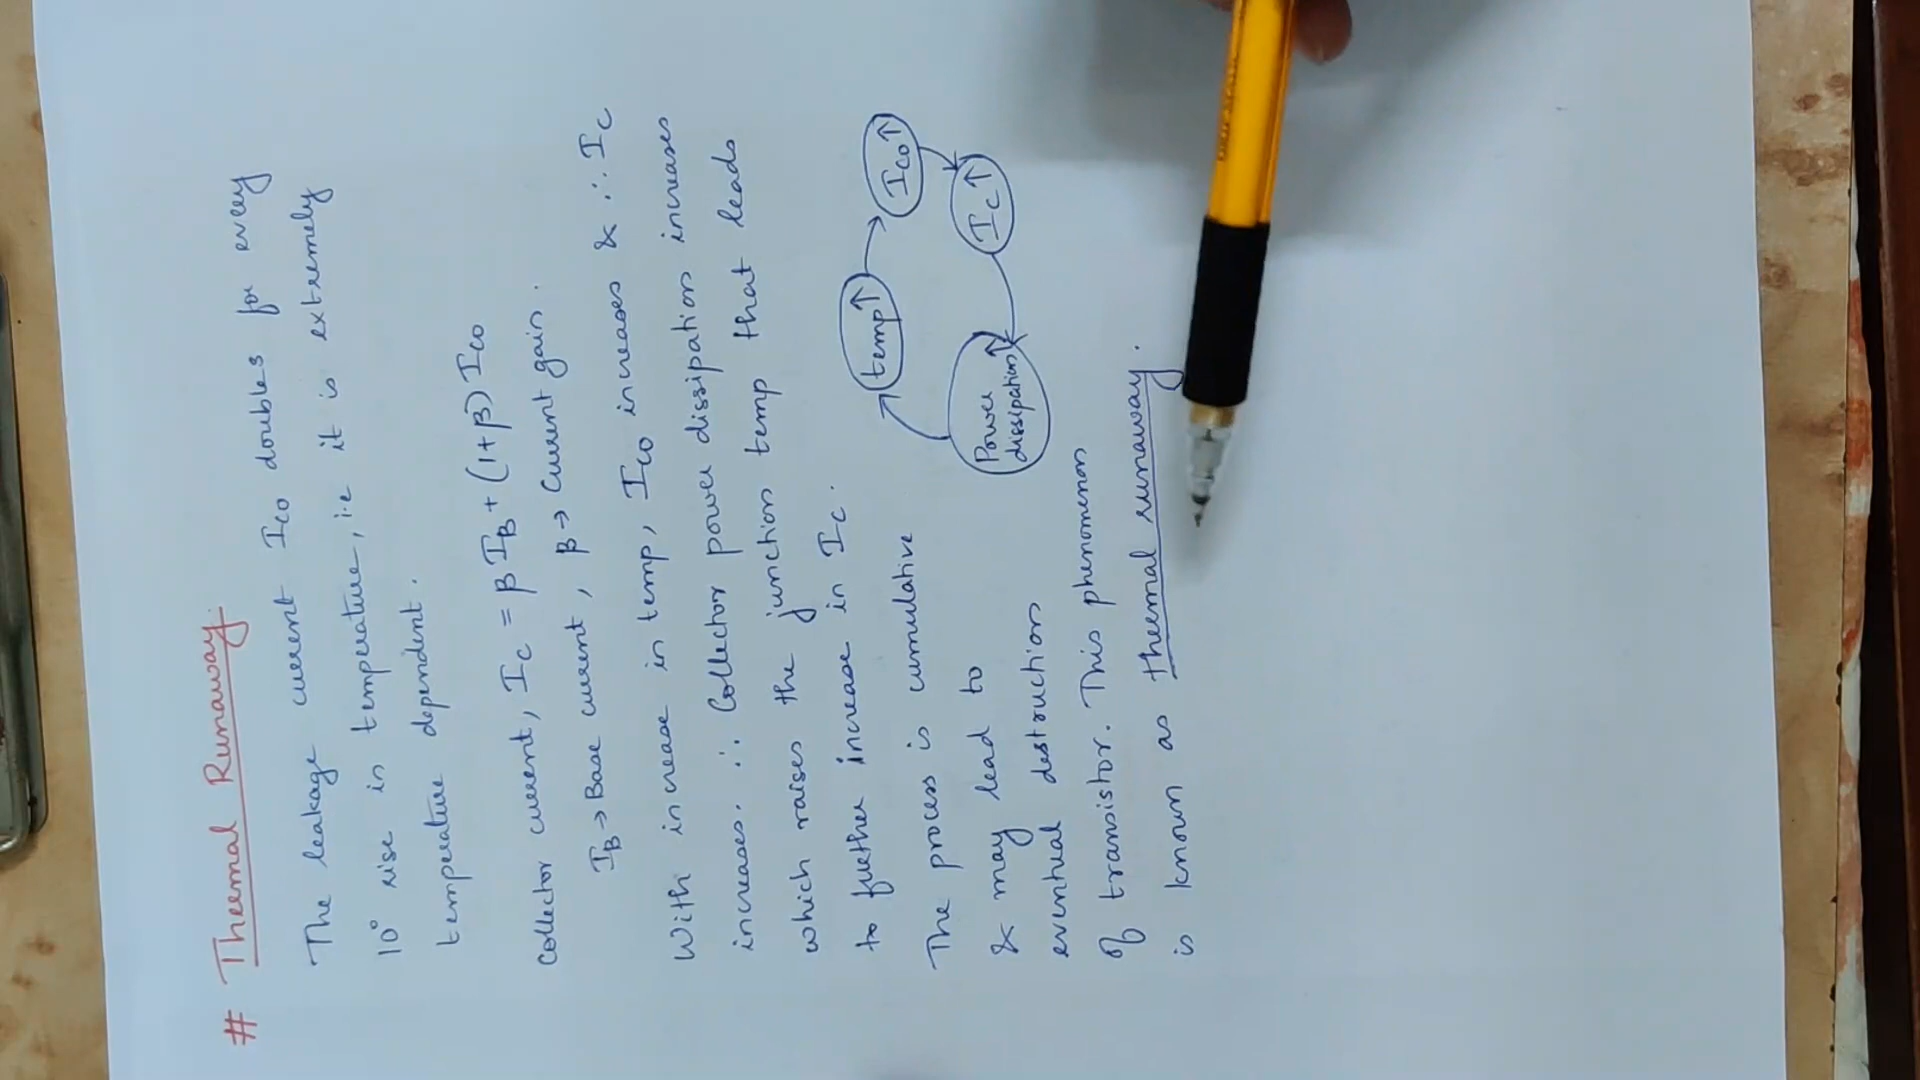 # Thermal Runaway
The leakage current ICO doubles for every
10° rise in temperature, i.e it is extremely
temperature dependent.
Collector current, IC = βIB + (1+β) ICO
IB → Base current, β → Current gain.
With increase in temp, ICO increases & ∴ IC
increases. ∴ Collector power dissipation increases
which raises the junction temp that leads
to further increase in IC.
The process is cumulative
& may lead to
eventual destruction
of transistor. This phenomenon
is known as thermal runaway.
temp↑
ICO↑
IC↑
Power
dissipation↑